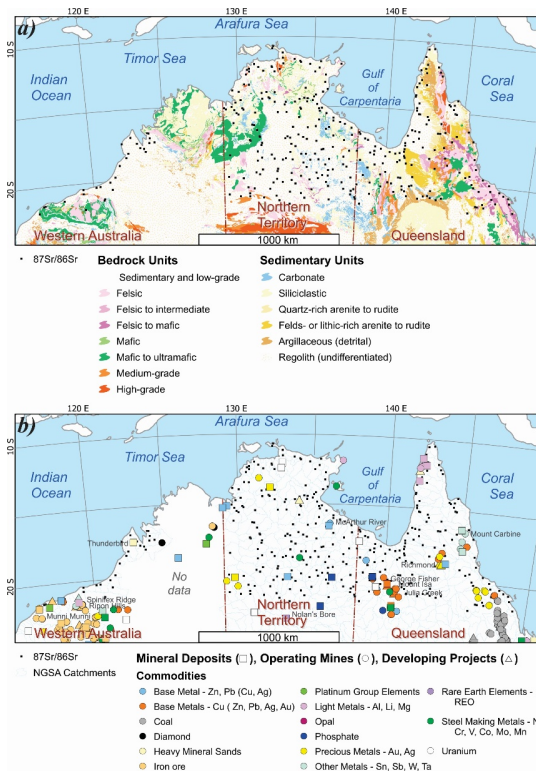 120 E 130 E 140 E
Arafura Sea
a)
10 S
Timor Sea
Indian
Ocean
Gulf
of
Carpentaria
Coral
Sea
20 S
Northern
Territory
Western Australia
1000 km
Queensland
87Sr/86Sr
Bedrock Units
Sedimentary and low-grade
Felsic
Felsic to intermediate
Felsic to mafic
Mafic
Mafic to ultramafic
Medium-grade
High-grade
Sedimentary Units
Carbonate
Siliciclastic
Quartz-rich arenite to rudite
Felds- or lithic-rich arenite to rudite
Argillaceous (detrital)
Regolith (undifferentiated)
120 E 130 E 140 E
Arafura Sea
b)
10 S
Timor Sea
Indian
Ocean
Gulf
of
Carpentaria
Coral
Sea
McArthur River
Mount Carbine
Thunderbird
No
data
Richmond
George Fisher
Mount Isa
Julia Creek
20 S
Spinifex Ridge
Ripon Hills
Munni Munni
Nolan's Bore
Northern
Territory
Western Australia
1000 km
Queensland
87Sr/86Sr
NGSA Catchments
Mineral Deposits (□), Operating Mines (○), Developing Projects (△)
Commodities
Base Metal - Zn, Pb (Cu, Ag)
Base Metals - Cu ( Zn, Pb, Ag, Au)
Coal
Diamond
Heavy Mineral Sands
Iron ore
Platinum Group Elements
Light Metals - Al, Li, Mg
Opal
Phosphate
Precious Metals - Au, Ag
Other Metals - Sn, Sb, W, Ta
Rare Earth Elements -
REO
Steel Making Metals - N
Cr, V, Co, Mo, Mn
Uranium